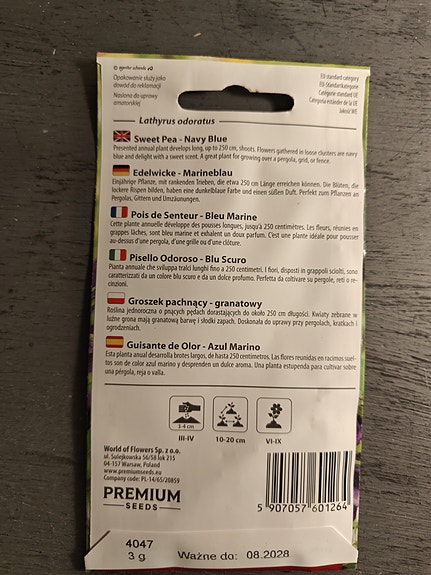 Opakowanie służy jako
dowód do reklamacji
Nasiona do uprawy
amatorskiej
EU standard category
EU-Standardkategorie
Catégorie standard UE
Categoría estándar de la UE
Jakość WE
Lathyrus odoratus
Sweet Pea - Navy Blue
Presented annual plant develops long, up to 250 cm, shoots. Flowers gathered in loose clusters are navy
blue and delight with a sweet scent. A great plant for growing over a pergola, grid, or fence.
Edelwicke - Marineblau
Einjährige Pflanze, mit rankenden Trieben, die etwa 250 cm Länge erreichen können. Die Blüten, die
lockere Rispen bilden, haben eine dunkelblaue Farbe und einen süßen Duft. Perfekt zum Pflanzen an
Pergolen, Gittern und Umzäunungen.
Pois de Senteur - Bleu Marine
Cette plante annuelle développe des pousses longues, jusqu'à 250 centimètres. Les fleurs, réunies en
grappes lâches, sont bleu marine et exhalent un doux parfum. C'est une plante idéale pour pousser
au-dessus d'une pergola, d'une grille ou d'une clôture.
Pisello Odoroso - Blu Scuro
Pianta annuale che sviluppa tralci lunghi fino a 250 centimetri. I fiori, disposti in grappoli sciolti, sono
caratterizzati da un colore blu scuro e da un dolce profumo. Perfetta da coltivare su pergole, reti o re-
cinzioni.
Groszek pachnący - granatowy
Roślina jednoroczna o pnących pędach dorastających do około 250 cm długości. Kwiaty zebrane w
luźne grona mają granatową barwę i słodki zapach. Doskonała do uprawy przy pergolach, kratkach i
ogrodzeniach.
Guisante de Olor - Azul Marino
Esta planta anual desarrolla brotes largos, de hasta 250 centímetros. Las flores reunidas en racimos suel-
tos son de color azul marino y desprenden un dulce aroma. Una planta estupenda para cultivar sobre
una pérgola, reja o valla.
3-4 cm
III-IV
10-20 cm
VI-IX
World of Flowers Sp. z o.o.
ul. Sulejkowska 56/58 lok 215
04-157 Warsaw, Poland
www.premiumseeds.eu
Company code: PL-14/65/20859
PREMIUM
SEEDS
5 907057 601264
4047
3 g
Ważne do: 08.2028